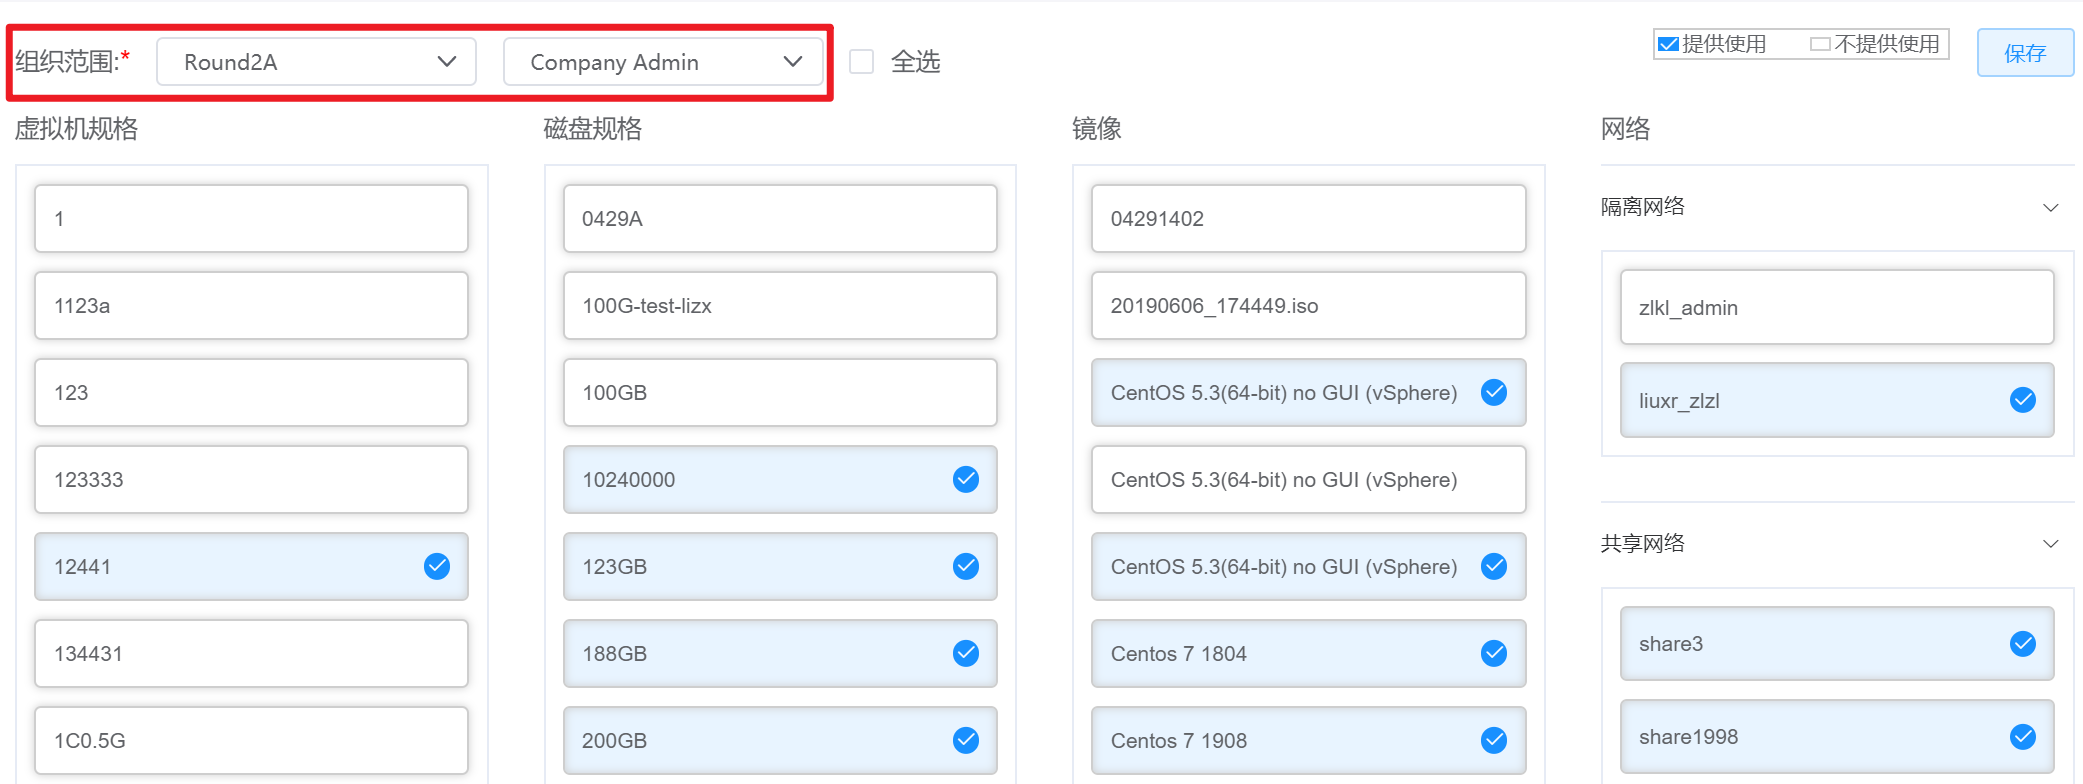 组织范围:*
Round2A
Company Admin
全选
提供使用
不提供使用
保存
虚拟机规格
1
1123a
123
123333
12441
134431
1C0.5G
磁盘规格
0429A
100G-test-lizx
100GB
10240000
123GB
188GB
200GB
镜像
04291402
20190606_174449.iso
CentOS 5.3(64-bit) no GUI (vSphere)
CentOS 5.3(64-bit) no GUI (vSphere)
CentOS 5.3(64-bit) no GUI (vSphere)
Centos 7 1804
Centos 7 1908
网络
隔离网络
zlkl_admin
liuxr_zlzl
共享网络
share3
share1998